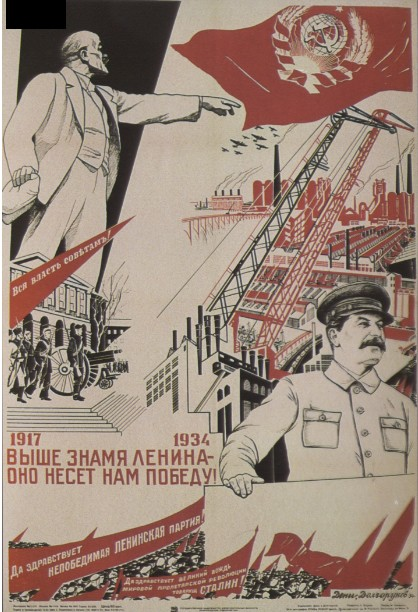 Вся власть советамъ!
1917 1934
ВЫШЕ ЗНАМЯ ЛЕНИНА-
ОНО НЕСЕТ НАМ ПОБЕДУ!
Да здравствует
непобедимая ленинская партия!
Да здравствует великий вождь
мировой пролетарской революции
товарищ СТАЛИН!
Дени. Долгоруков